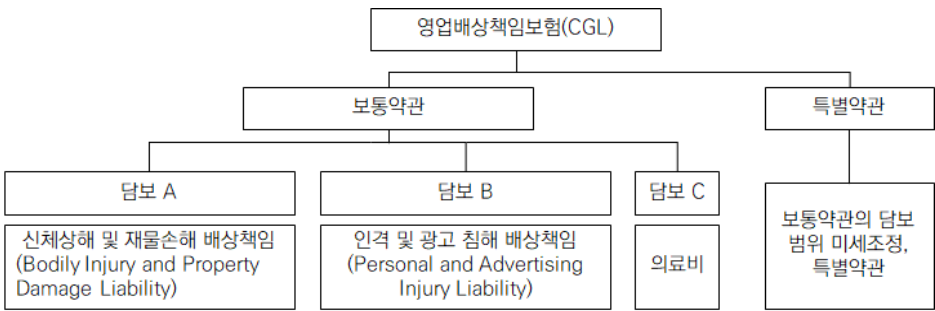 영업배상책임보험(CGL)
보통약관
특별약관
담보 A
담보 B
담보 C
신체상해 및 재물손해 배상책임
(Bodily Injury and Property
Damage Liability)
인격 및 광고 침해 배상책임
(Personal and Advertising
Injury Liability)
의료비
보통약관의 담보
범위 미세조정,
특별약관